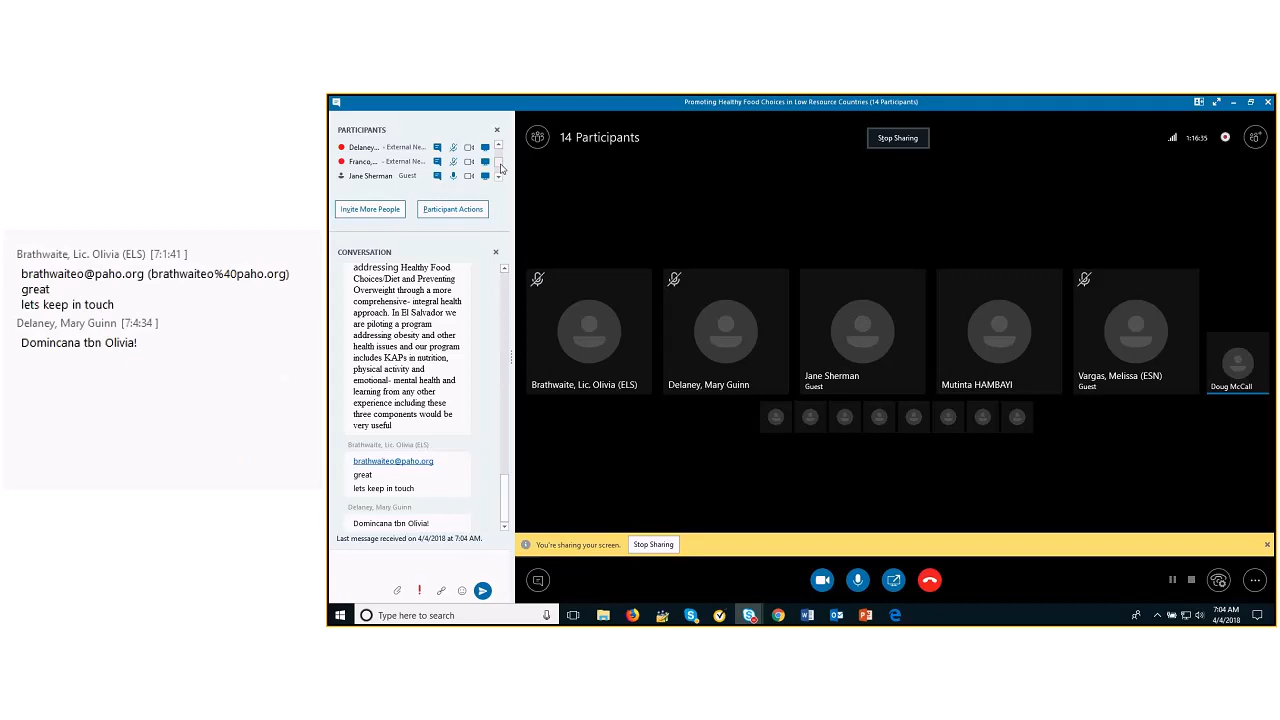 Brathwaite, Lic. Olivia (ELS) [7:1:41 ]
brathwaiteo@paho.org (brathwaiteo%40paho.org)
great
lets keep in touch
Delaney, Mary Guinn [7:4:34 ]
Domincana tbn Olivia!
Promoting Healthy Food Choices in Low Resource Countries (14 Participants)
PARTICIPANTS
Delaney... - External Ne...
Franco,... - External Ne...
Jane Sherman Guest
Invite More People
Participant Actions
CONVERSATION
addressing Healthy Food
Choices/Diet and Preventing
Overweight through a more
comprehensive- integral health
approach. In El Salvador we
are piloting a program
addressing obesity and other
health issues and our program
includes KAPs in nutrition,
physical activity and
emotional- mental health and
learning from any other
experience including these
three components would be
very useful
Brathwaite, Lic. Olivia (ELS)
brathwaiteo@paho.org
great
lets keep in touch
Delaney, Mary Guinn
Domincana tbn Olivia!
Last message received on 4/4/2018 at 7:04 AM.
14 Participants
Stop Sharing
1:16:35
Brathwaite, Lic. Olivia (ELS)
Delaney, Mary Guinn
Jane Sherman
Guest
Mutinta HAMBAYI
Vargas, Melissa (ESN)
Guest
Doug McCall
You're sharing your screen.
Stop Sharing
Type here to search
7:04 AM
4/4/2018